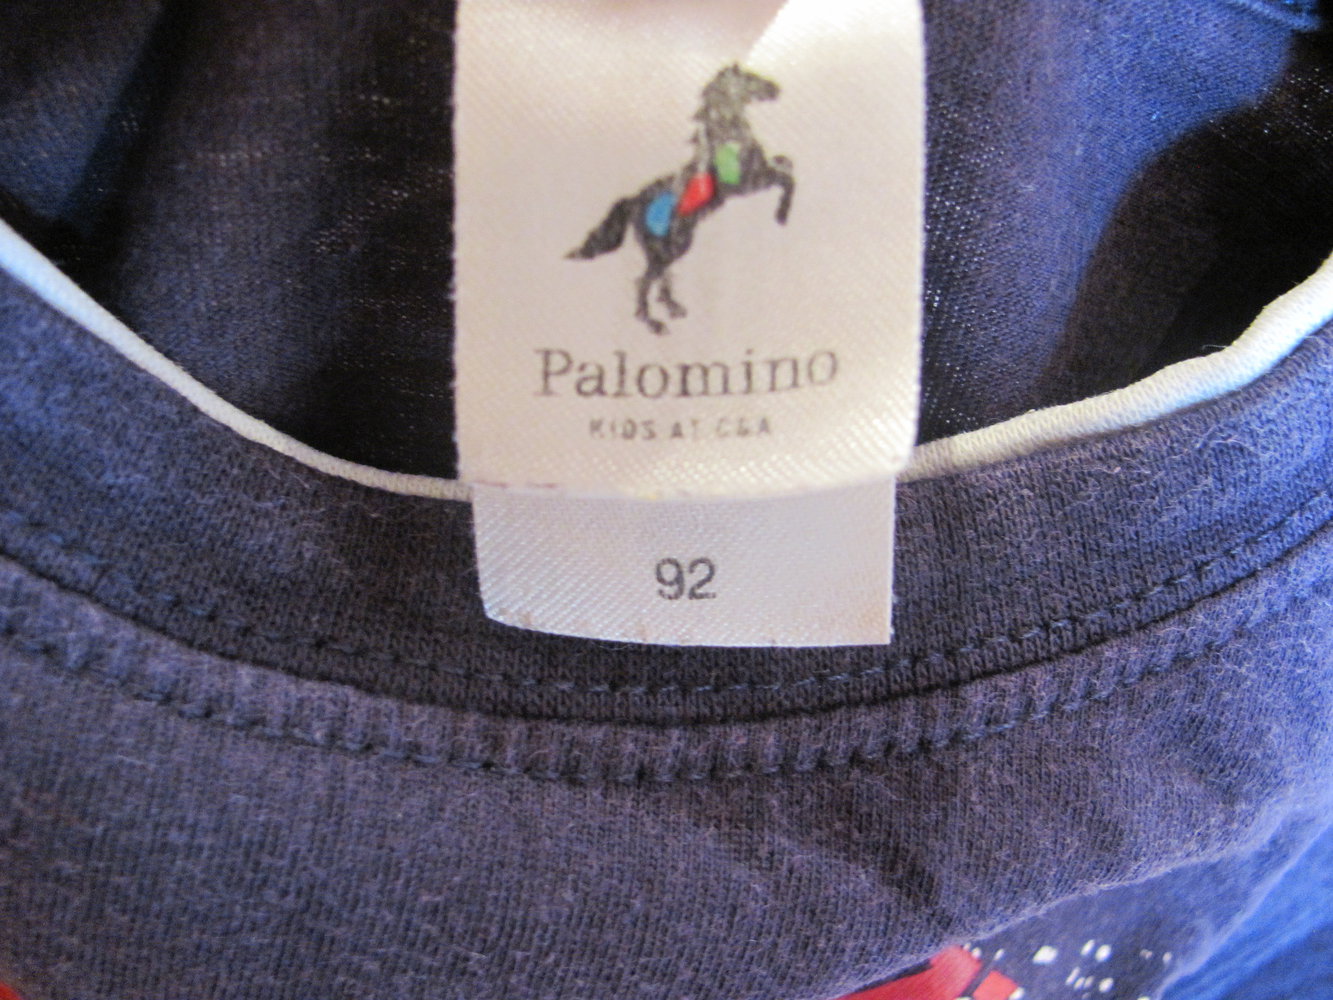 Palomino
KIDS AT C&A
92